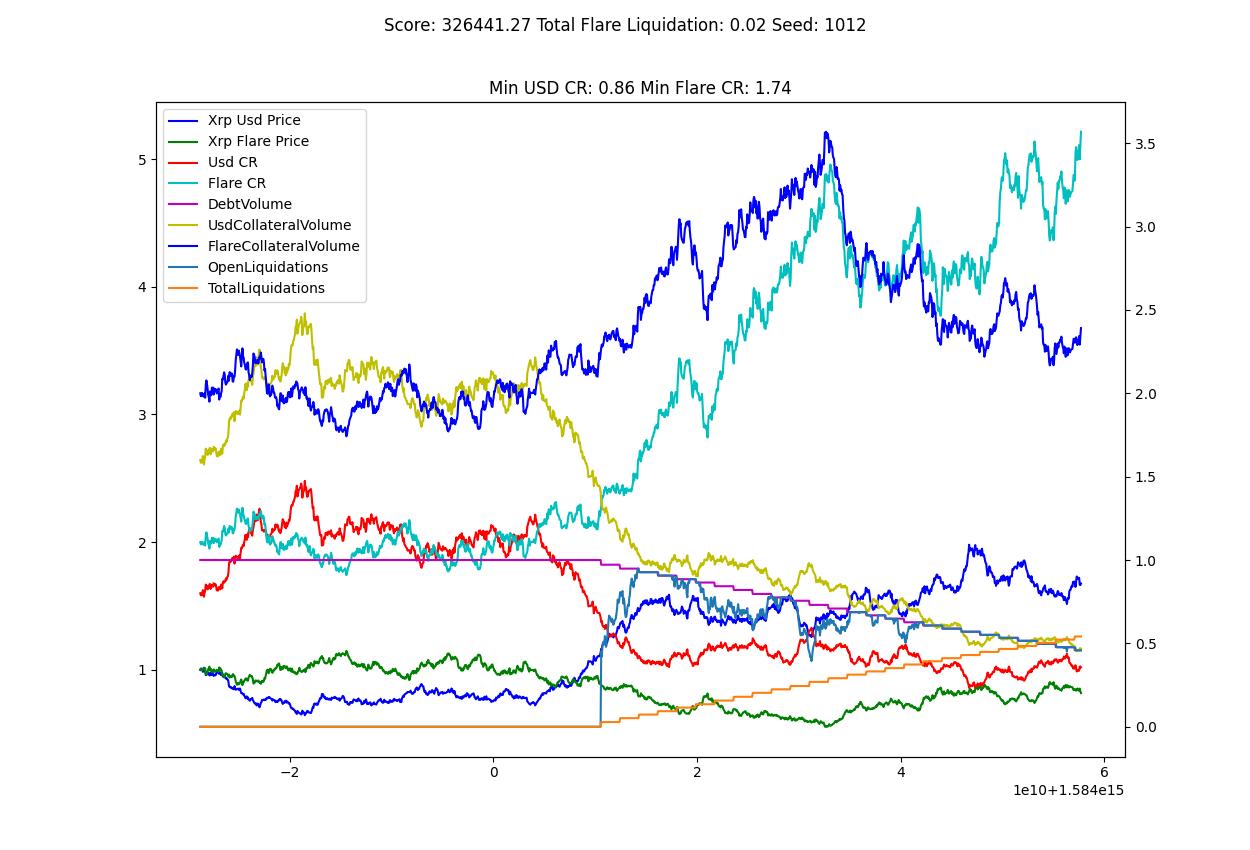 Score: 326441.27 Total Flare Liquidation: 0.02 Seed: 1012
Min USD CR: 0.86 Min Flare CR: 1.74
Xrp Usd Price
Xrp Flare Price
Usd CR
Flare CR
DebtVolume
UsdCollateralVolume
FlareCollateralVolume
OpenLiquidations
TotalLiquidations
5
4
3
2
1
3.5
3.0
2.5
2.0
1.5
1.0
0.5
0.0
−2 0 2 4 6
1e10+1.584e15